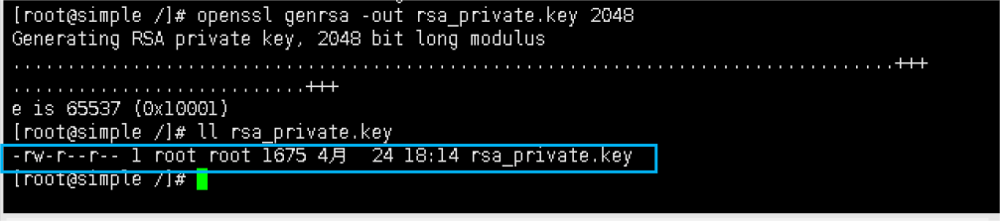 [root@simple /]# openssl genrsa -out rsa_private.key 2048
Generating RSA private key, 2048 bit long modulus
...................................................................................+++
...........................+++
e is 65537 (0x10001)
[root@simple /]# ll rsa_private.key
-rw-r--r-- 1 root root 1675 4月  24 18:14 rsa_private.key
[root@simple /]#